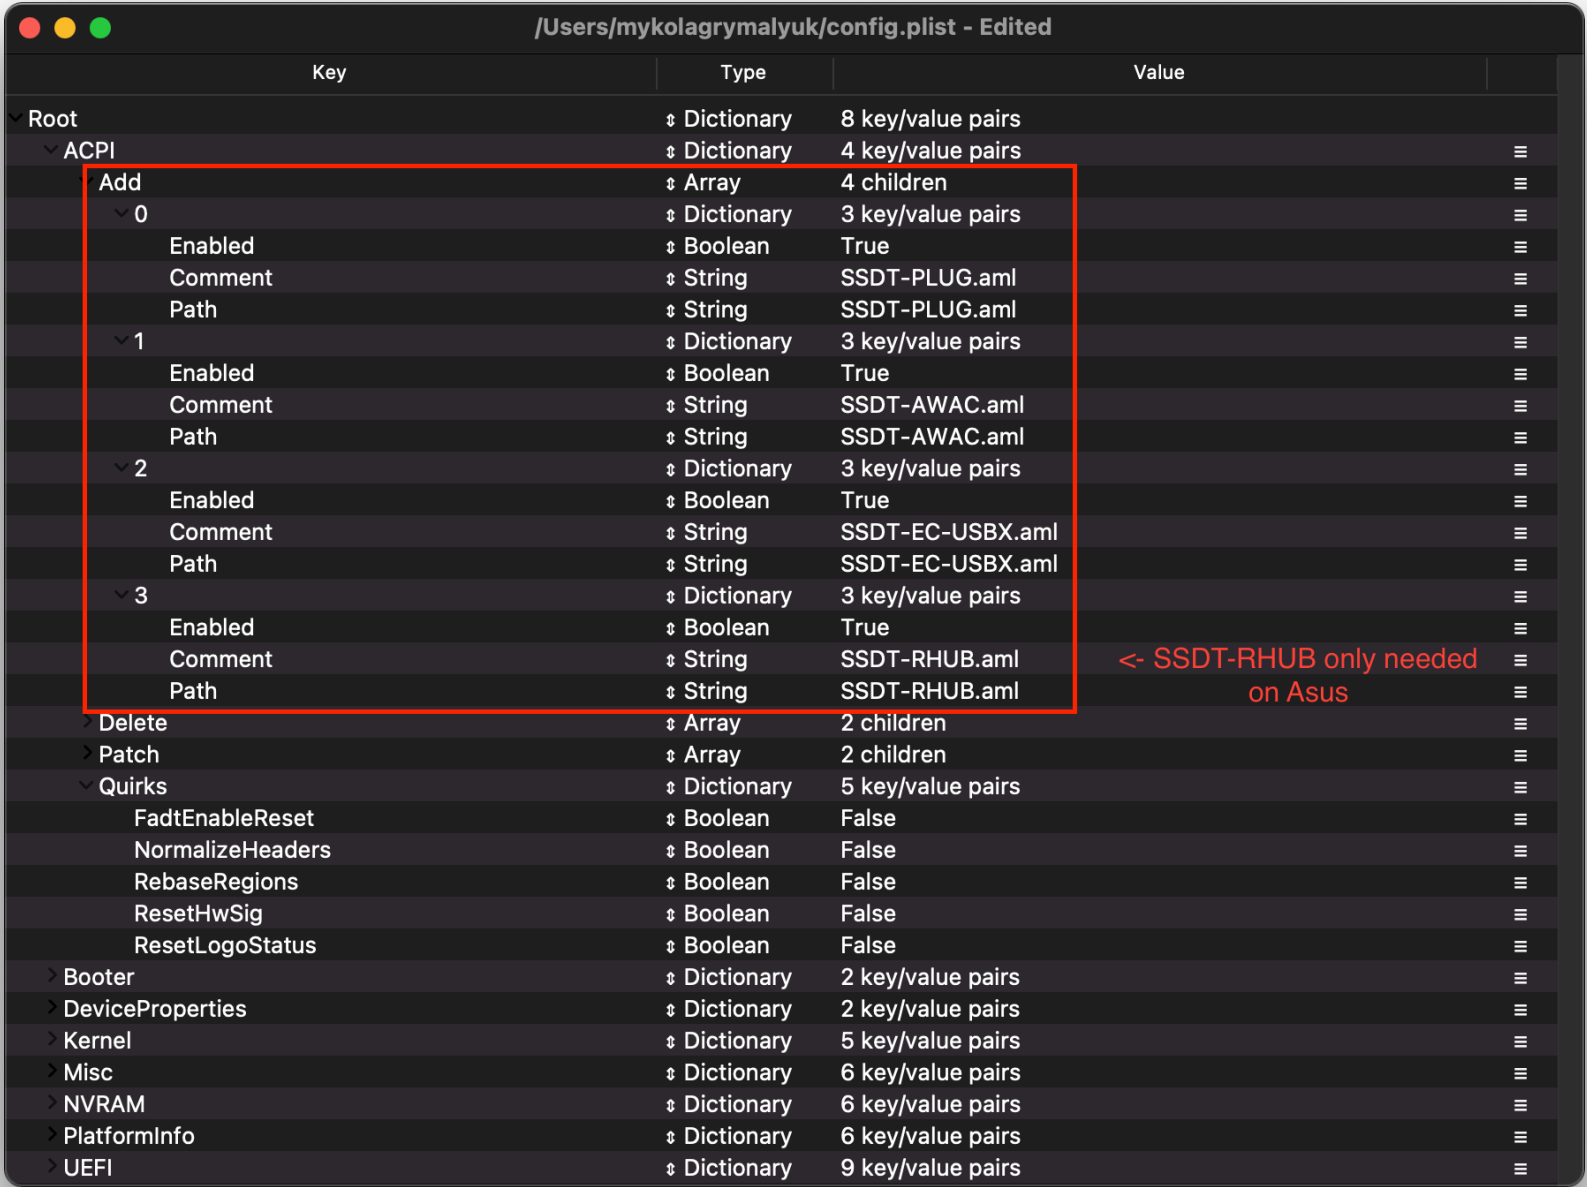 /Users/mykolagrymalyuk/config.plist - Edited
Key Type Value
Root Dictionary 8 key/value pairs
ACPI Dictionary 4 key/value pairs
Add Array 4 children
0 Dictionary 3 key/value pairs
Enabled Boolean True
Comment String SSDT-PLUG.aml
Path String SSDT-PLUG.aml
1 Dictionary 3 key/value pairs
Enabled Boolean True
Comment String SSDT-AWAC.aml
Path String SSDT-AWAC.aml
2 Dictionary 3 key/value pairs
Enabled Boolean True
Comment String SSDT-EC-USBX.aml
Path String SSDT-EC-USBX.aml
3 Dictionary 3 key/value pairs
Enabled Boolean True
Comment String SSDT-RHUB.aml <- SSDT-RHUB only needed
Path String SSDT-RHUB.aml on Asus
Delete Array 2 children
Patch Array 2 children
Quirks Dictionary 5 key/value pairs
FadtEnableReset Boolean False
NormalizeHeaders Boolean False
RebaseRegions Boolean False
ResetHwSig Boolean False
ResetLogoStatus Boolean False
Booter Dictionary 2 key/value pairs
DeviceProperties Dictionary 2 key/value pairs
Kernel Dictionary 5 key/value pairs
Misc Dictionary 6 key/value pairs
NVRAM Dictionary 6 key/value pairs
PlatformInfo Dictionary 6 key/value pairs
UEFI Dictionary 9 key/value pairs